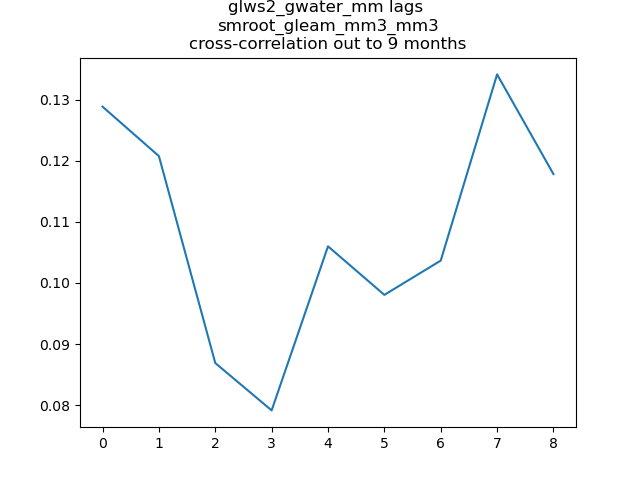 glws2_gwater_mm lags
smroot_gleam_mm3_mm3
cross-correlation out to 9 months
0.13
0.12
0.11
0.10
0.09
0.08
0 1 2 3 4 5 6 7 8